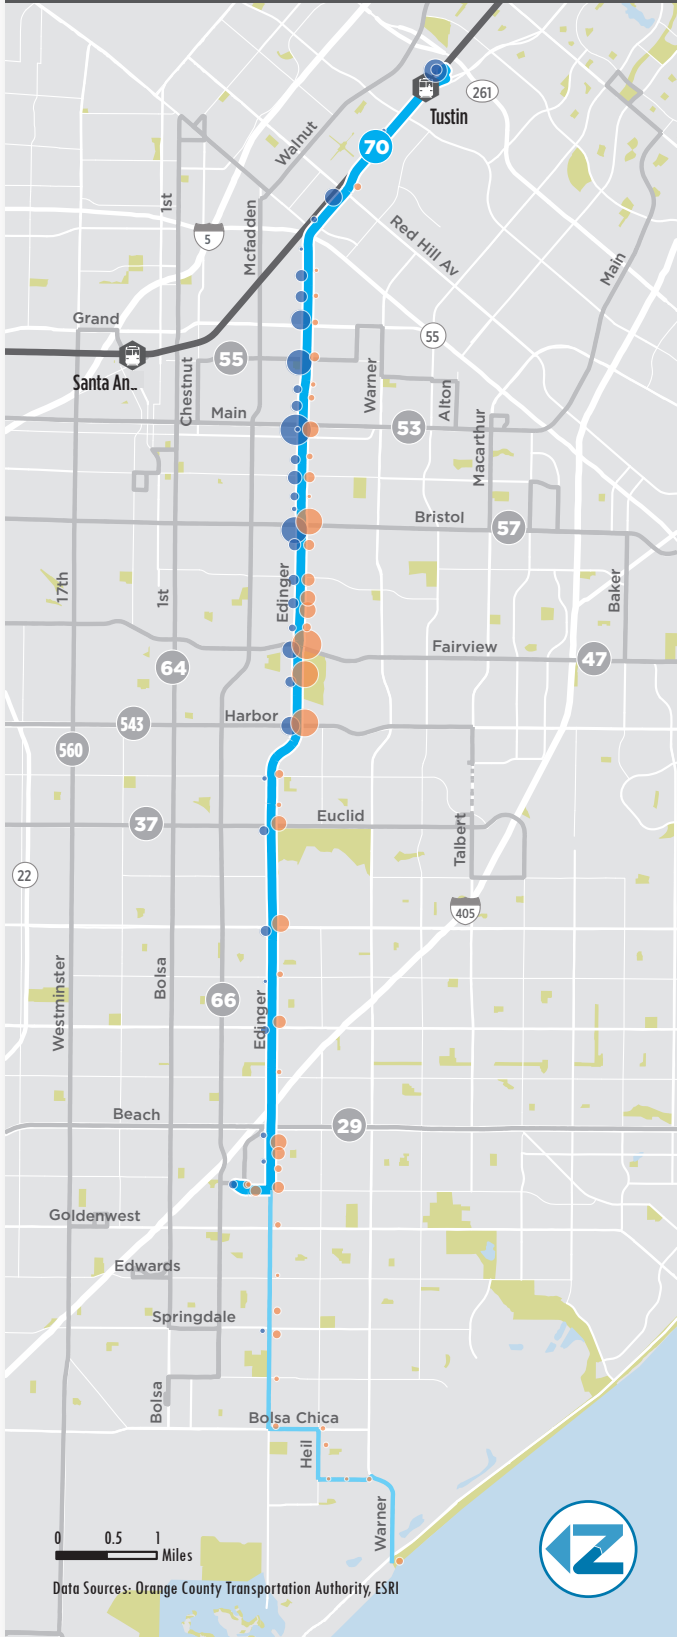 261
Tustin
Walnut
70
1st
Mcfadden
5
Red Hill Av
Main
Grand
55
Santa An...
55
Chestnut
Warner
Alton
Main
53
Macarthur
Bristol
57
17th
1st
Edinger
Baker
64
Fairview
47
543
Harbor
560
37
Euclid
Talbert
22
405
Westminster
Bolsa
66
Edinger
Beach
29
Goldenwest
Edwards
Springdale
Bolsa
Bolsa Chica
Heil
Warner
0 0.5 1
Miles
Z
Data Sources: Orange County Transportation Authority, ESRI